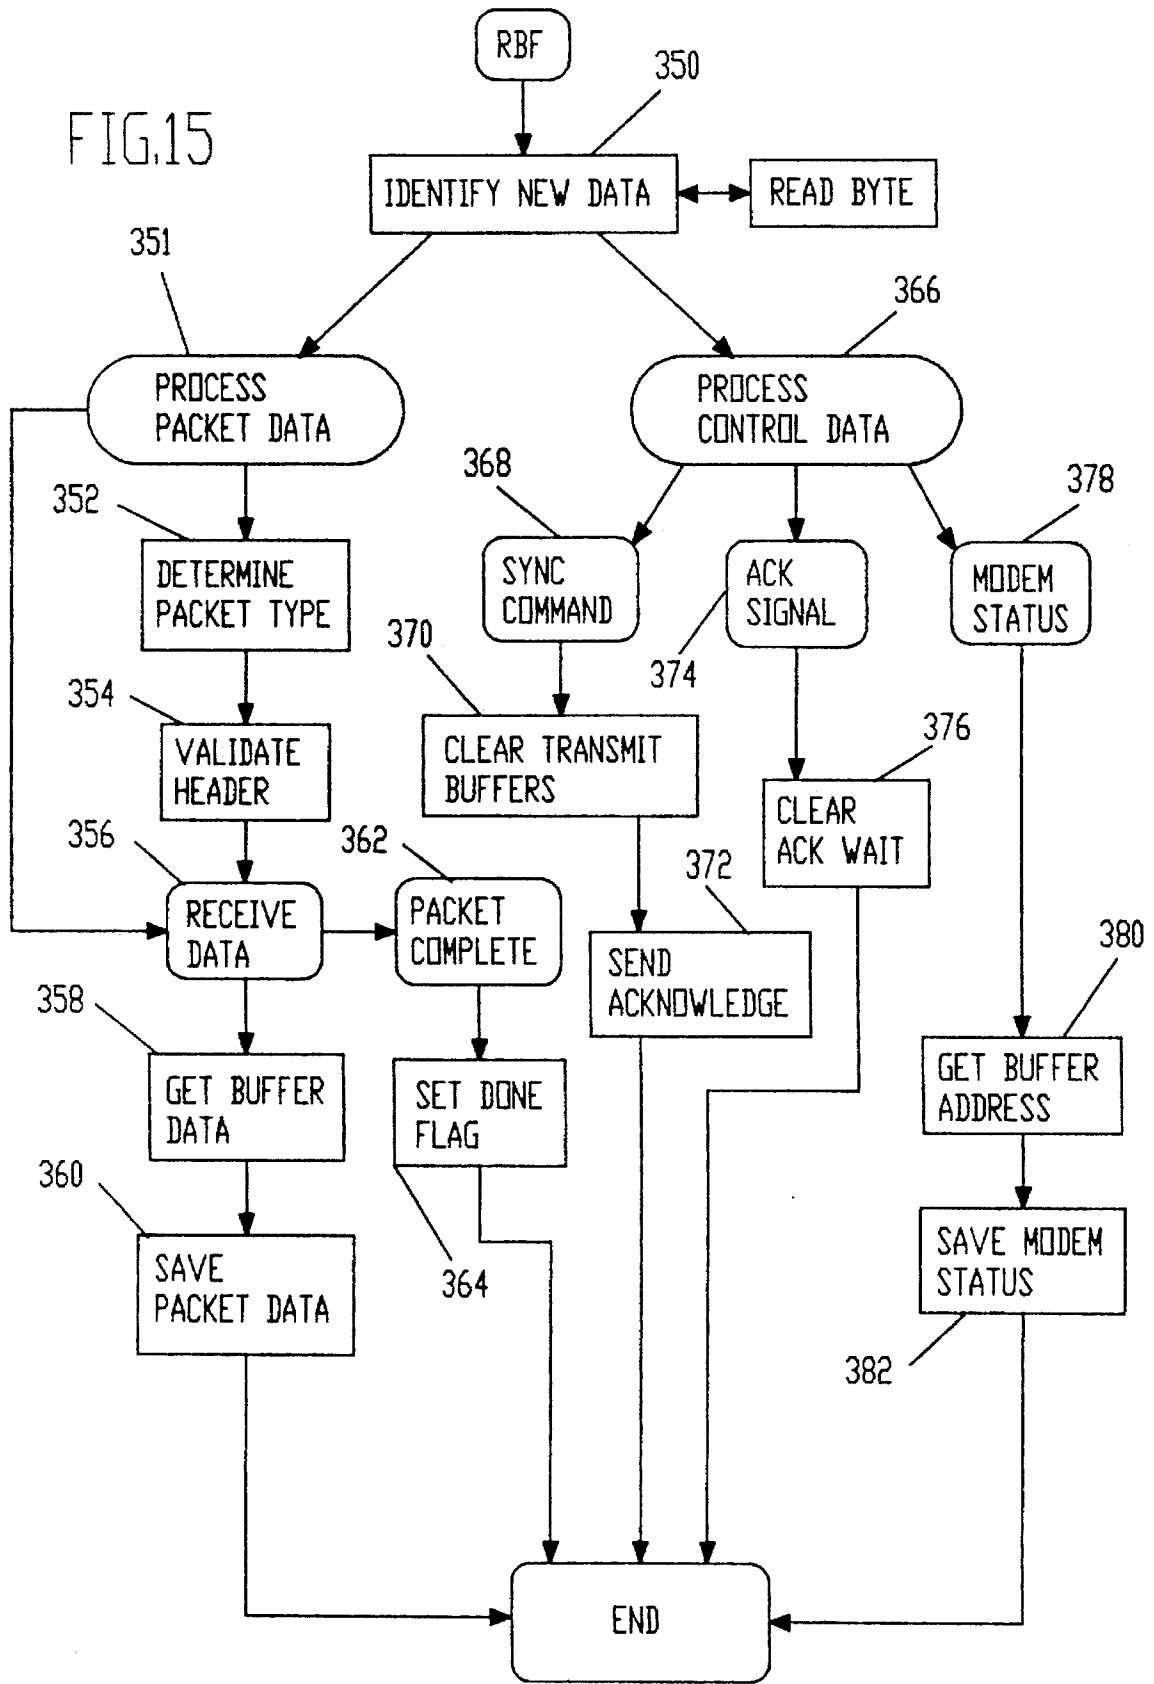 RBF
350
FIG.15
IDENTIFY NEW DATA
READ BYTE
351
366
PROCESS
PACKET DATA
PROCESS
CONTROL DATA
368
378
352
DETERMINE
PACKET TYPE
SYNC
COMMAND
ACK
SIGNAL
MODEM
STATUS
370
374
354
VALIDATE
HEADER
CLEAR TRANSMIT
BUFFERS
376
CLEAR
ACK WAIT
356
362
372
RECEIVE
DATA
PACKET
COMPLETE
SEND
ACKNOWLEDGE
380
358
GET BUFFER
DATA
SET DONE
FLAG
GET BUFFER
ADDRESS
360
SAVE
PACKET DATA
364
SAVE MODEM
STATUS
382
END